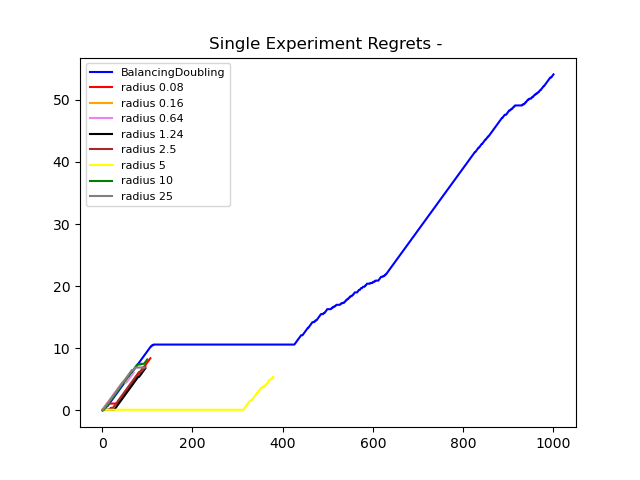 Single Experiment Regrets -
BalancingDoubling
radius 0.08
radius 0.16
radius 0.64
radius 1.24
radius 2.5
radius 5
radius 10
radius 25
50
40
30
20
10
0
0 200 400 600 800 1000